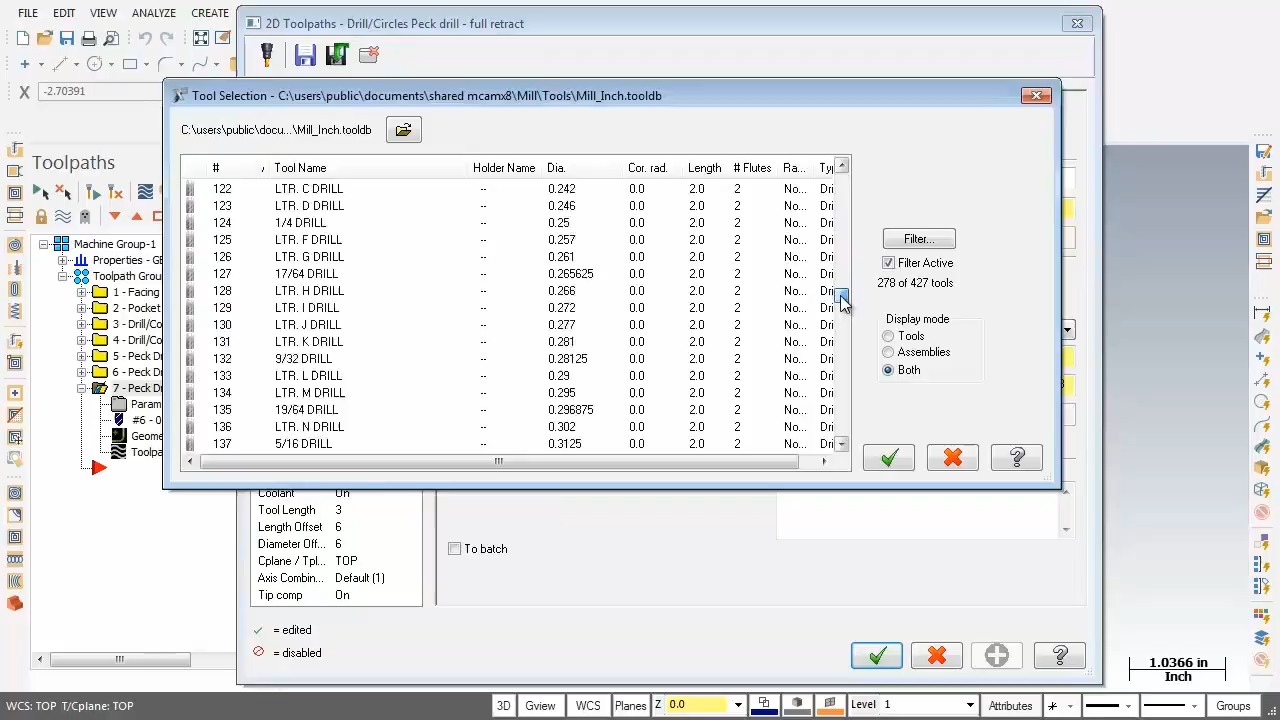 FILE EDIT VIEW ANALYZE CREATE
2D Toolpaths - Drill/Circles Peck drill - full retract
X -2.70391
Tool Selection - C:\users\public\documents\shared mcamx8\Mill\Tools\Mill_Inch.tooldb
C:\users\public\docu...\Mill_Inch.tooldb
Toolpaths
Machine Group-1
Properties - GE
Toolpath Grou
1 - Facing
2 - Pocket
3 - Drill/Co
4 - Drill/Co
5 - Peck Dr
6 - Peck Dr
7 - Peck Dr
Param
#6 - 0
Geome
Toolpa
# Tool Name Holder Name Dia. Cor. rad. Length # Flutes Ra... Typ
122 LTR. C DRILL -- 0.242 0.0 2.0 2 No... Dri
123 LTR. D DRILL -- 0.246 0.0 2.0 2 No... Dri
124 1/4 DRILL -- 0.25 0.0 2.0 2 No... Dri
125 LTR. F DRILL -- 0.257 0.0 2.0 2 No... Dri
126 LTR. G DRILL -- 0.261 0.0 2.0 2 No... Dri
127 17/64 DRILL -- 0.265625 0.0 2.0 2 No... Dri
128 LTR. H DRILL -- 0.266 0.0 2.0 2 No... Dri
129 LTR. I DRILL -- 0.272 0.0 2.0 2 No... Dri
130 LTR. J DRILL -- 0.277 0.0 2.0 2 No... Dri
131 LTR. K DRILL -- 0.281 0.0 2.0 2 No... Dri
132 9/32 DRILL -- 0.28125 0.0 2.0 2 No... Dri
133 LTR. L DRILL -- 0.29 0.0 2.0 2 No... Dri
134 LTR. M DRILL -- 0.295 0.0 2.0 2 No... Dri
135 19/64 DRILL -- 0.296875 0.0 2.0 2 No... Dri
136 LTR. N DRILL -- 0.302 0.0 2.0 2 No... Dri
137 5/16 DRILL -- 0.3125 0.0 2.0 2 No... Dri
Filter...
Filter Active
278 of 427 tools
Display mode
Tools
Assemblies
Both
Coolant On
Tool Length 3
Length Offset 6
Diameter Off... 6
Cplane / Tpl... TOP
Axis Combin... Default (1)
Tip comp On
To batch
= edited
= disabled
1.0366 in
Inch
WCS: TOP T/Cplane: TOP
3D Gview WCS Planes Z 0.0 Level 1 Attributes Groups